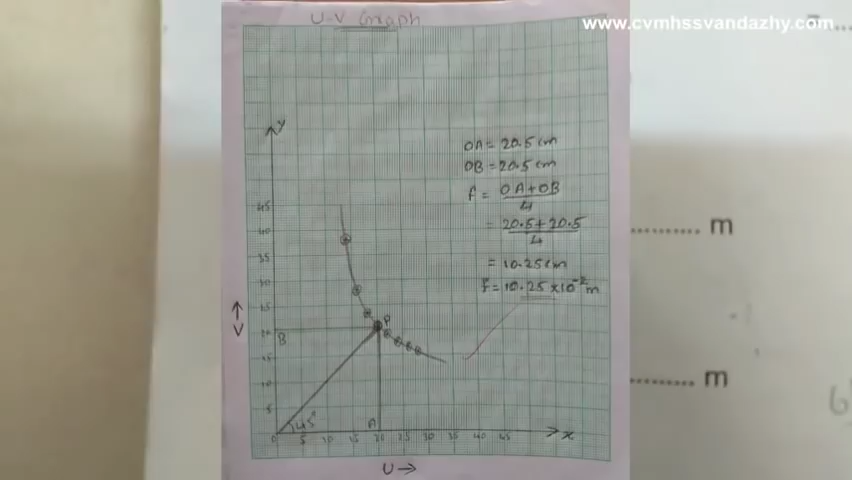 U-V Graph
www.cvmhssvandazhy.com
y
OA = 20.5 cm
OB = 20.5 cm
f = OA+OB
4
= 20.5 + 20.5
4
= 10.25 cm
f = 10.25 × 10⁻² m
45
40
35
30
25
20
15
10
5
V →
B
P
A
45°
0 5 10 15 20 25 30 35 40 45
x
U →
.......... m
.......... m